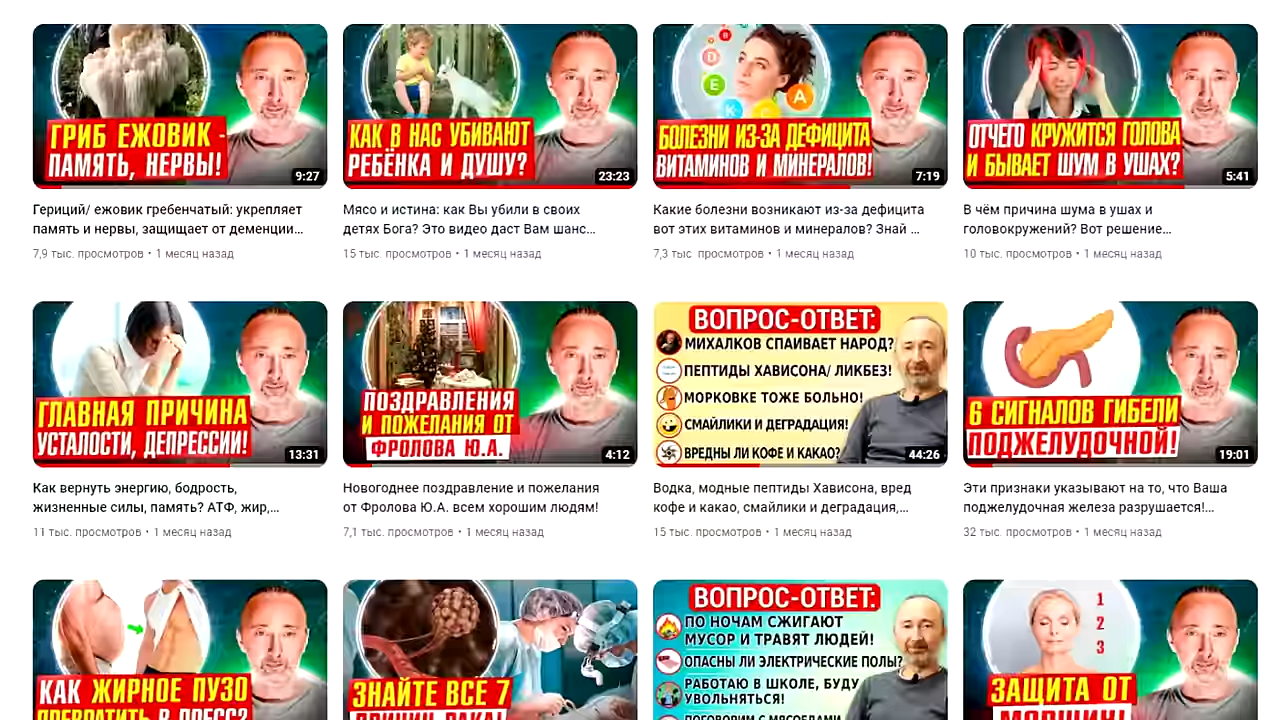 ГРИБ ЕЖОВИК -
ПАМЯТЬ, НЕРВЫ!
9:27
Гериций/ ежовик гребенчатый: укрепляет
память и нервы, защищает от деменции...
7,9 тыс. просмотров • 1 месяц назад
КАК В НАС УБИВАЮТ
РЕБЁНКА И ДУШУ?
23:23
Мясо и истина: как Вы убили в своих
детях Бога? Это видео даст Вам шанс...
15 тыс. просмотров • 1 месяц назад
D
E
K
C
A
БОЛЕЗНИ ИЗ-ЗА ДЕФИЦИТА
ВИТАМИНОВ И МИНЕРАЛОВ!
7:19
Какие болезни возникают из-за дефицита
вот этих витаминов и минералов? Знай ...
7,3 тыс. просмотров • 1 месяц назад
ОТЧЕГО КРУЖИТСЯ ГОЛОВА
И БЫВАЕТ ШУМ В УШАХ?
5:41
В чём причина шума в ушах и
головокружений? Вот решение...
10 тыс. просмотров • 1 месяц назад
ГЛАВНАЯ ПРИЧИНА
УСТАЛОСТИ, ДЕПРЕССИИ!
13:31
Как вернуть энергию, бодрость,
жизненные силы, память? АТФ, жир,...
11 тыс. просмотров • 1 месяц назад
ПОЗДРАВЛЕНИЯ
И ПОЖЕЛАНИЯ ОТ
ФРОЛОВА Ю.А.
4:12
Новогоднее поздравление и пожелания
от Фролова Ю.А. всем хорошим людям!
7,1 тыс. просмотров • 1 месяц назад
ВОПРОС-ОТВЕТ:
МИХАЛКОВ СПАИВАЕТ НАРОД?
ПЕПТИДЫ ХАВИСОНА/ ЛИКБЕЗ!
МОРКОВКЕ ТОЖЕ БОЛЬНО!
СМАЙЛИКИ И ДЕГРАДАЦИЯ!
ВРЕДНЫ ЛИ КОФЕ И КАКАО?
44:26
Водка, модные пептиды Хависона, вред
кофе и какао, смайлики и деградация,...
15 тыс. просмотров • 1 месяц назад
6 СИГНАЛОВ ГИБЕЛИ
ПОДЖЕЛУДОЧНОЙ!
19:01
Эти признаки указывают на то, что Ваша
поджелудочная железа разрушается!...
32 тыс. просмотров • 1 месяц назад
КАК ЖИРНОЕ ПУЗО
ПРЕВРАТИТЬ В ПРЕСС?
ЗНАЙТЕ ВСЕ 7
ПРИЧИН РАКА!
ВОПРОС-ОТВЕТ:
ПО НОЧАМ СЖИГАЮТ
МУСОР И ТРАВЯТ ЛЮДЕЙ!
ОПАСНЫ ЛИ ЭЛЕКТРИЧЕСКИЕ ПОЛЫ?
РАБОТАЮ В ШКОЛЕ, БУДУ
УВОЛЬНЯТЬСЯ!
ПОГОВОРИМ С МЯСОЕДАМИ
1
2
3
ЗАЩИТА ОТ
МОРЩИН!